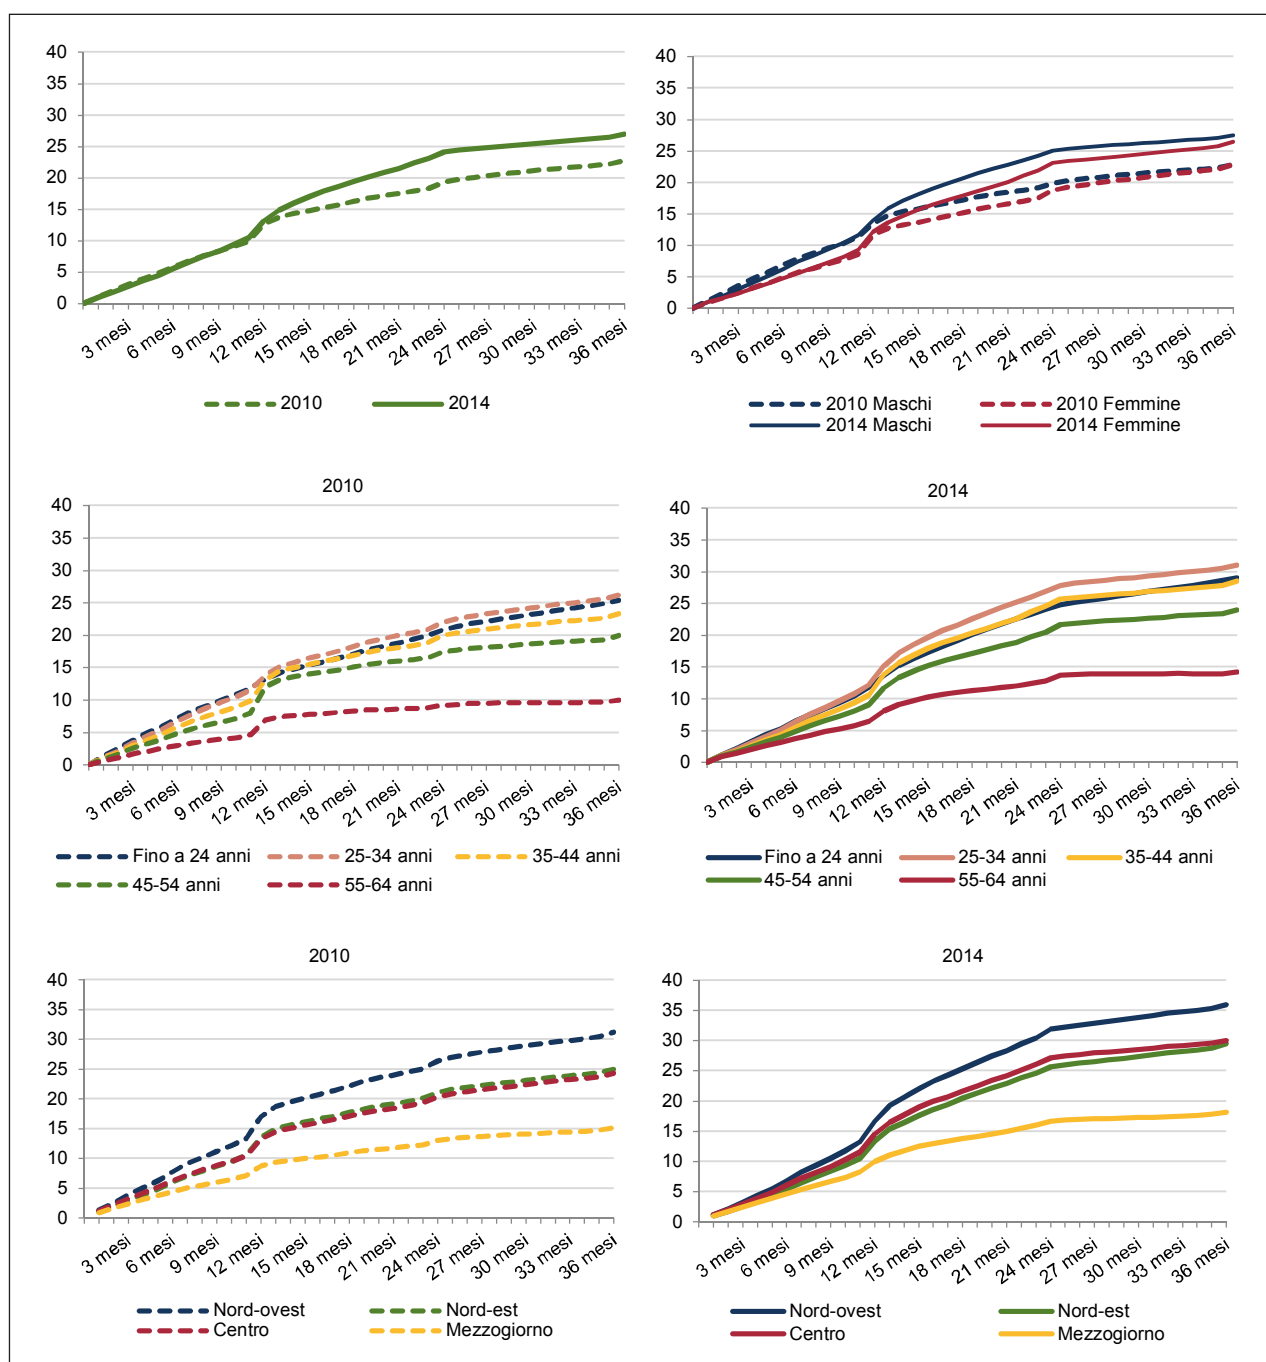 40
35
30
25
20
15
10
5
0
3 mesi
6 mesi
9 mesi
12 mesi
15 mesi
18 mesi
21 mesi
24 mesi
27 mesi
30 mesi
33 mesi
36 mesi
2010 2014
40
35
30
25
20
15
10
5
0
3 mesi
6 mesi
9 mesi
12 mesi
15 mesi
18 mesi
21 mesi
24 mesi
27 mesi
30 mesi
33 mesi
36 mesi
2010 Maschi 2010 Femmine
2014 Maschi 2014 Femmine
2010
40
35
30
25
20
15
10
5
0
3 mesi
6 mesi
9 mesi
12 mesi
15 mesi
18 mesi
21 mesi
24 mesi
27 mesi
30 mesi
33 mesi
36 mesi
Fino a 24 anni 25-34 anni 35-44 anni
45-54 anni 55-64 anni
2014
40
35
30
25
20
15
10
5
0
3 mesi
6 mesi
9 mesi
12 mesi
15 mesi
18 mesi
21 mesi
24 mesi
27 mesi
30 mesi
33 mesi
36 mesi
Fino a 24 anni 25-34 anni 35-44 anni
45-54 anni 55-64 anni
2010
40
35
30
25
20
15
10
5
0
3 mesi
6 mesi
9 mesi
12 mesi
15 mesi
18 mesi
21 mesi
24 mesi
27 mesi
30 mesi
33 mesi
36 mesi
Nord-ovest Nord-est
Centro Mezzogiorno
2014
40
35
30
25
20
15
10
5
0
3 mesi
6 mesi
9 mesi
12 mesi
15 mesi
18 mesi
21 mesi
24 mesi
27 mesi
30 mesi
33 mesi
36 mesi
Nord-ovest Nord-est
Centro Mezzogiorno